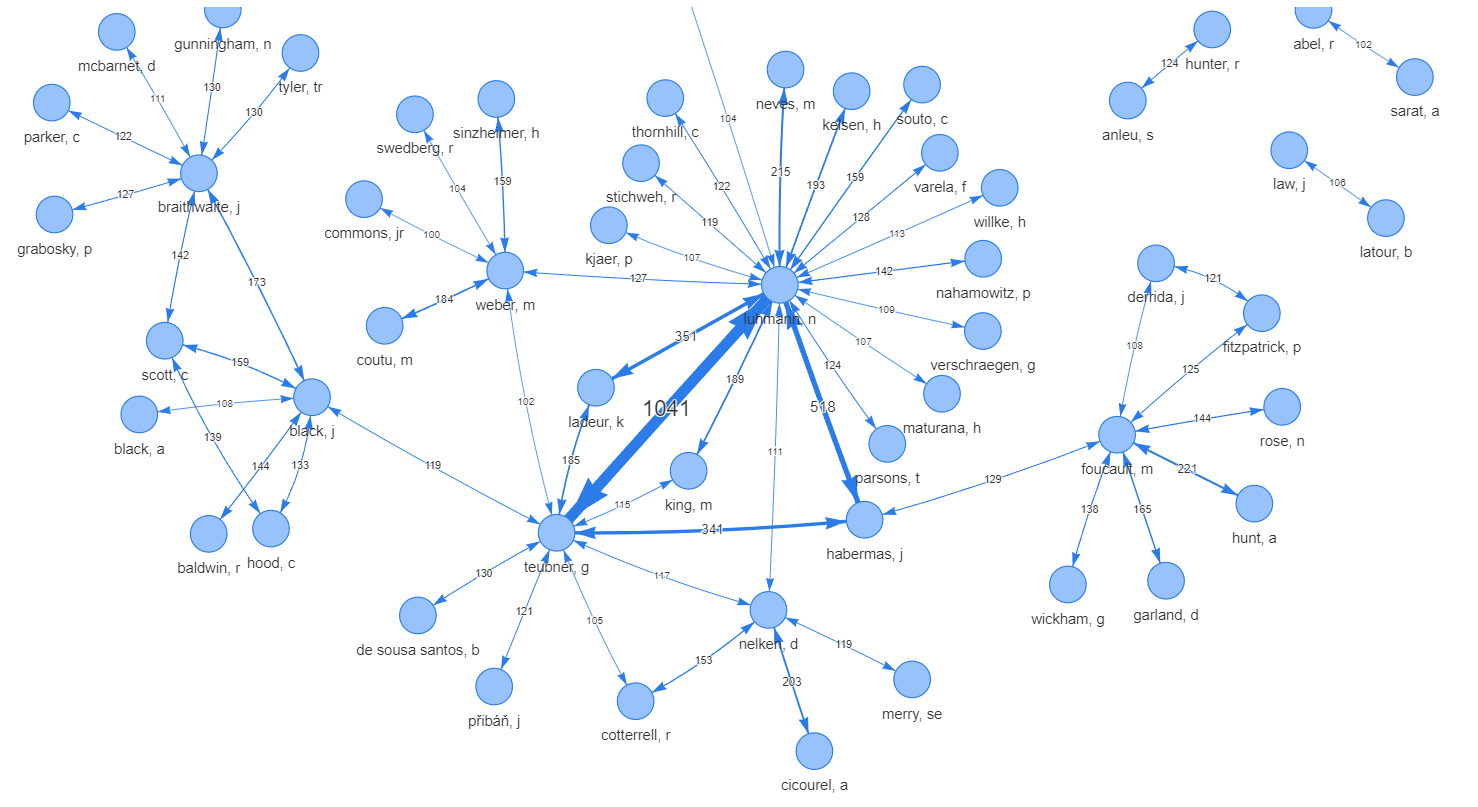 gunningham, n
mcbarnet, d
tyler, tr
parker, c
grabosky, p
braithwaite, j
111
130
130
122
127
142
173
swedberg, r
sinzheimer, h
commons, jr
weber, m
coutu, m
104
159
100
184
127
102
thornhill, c
stichweh, r
kjaer, p
neves, m
kelsen, h
souto, c
varela, f
willke, h
nahamowitz, p
verschraegen, g
maturana, h
parsons, t
luhmann, n
104
122
119
107
215
193
159
128
113
142
109
107
124
351
1041
189
518
111
hunter, r
anleu, s
124
abel, r
sarat, a
102
law, j
latour, b
106
derrida, j
fitzpatrick, p
121
108
125
rose, n
144
foucault, m
221
hunt, a
138
165
wickham, g
garland, d
129
scott, c
159
black, j
black, a
108
139
144
133
baldwin, r
hood, c
119
ladeur, k
185
king, m
115
teubner, g
341
habermas, j
130
121
105
117
de sousa santos, b
přibáň, j
cotterrell, r
nelken, d
153
119
203
merry, se
cicourel, a